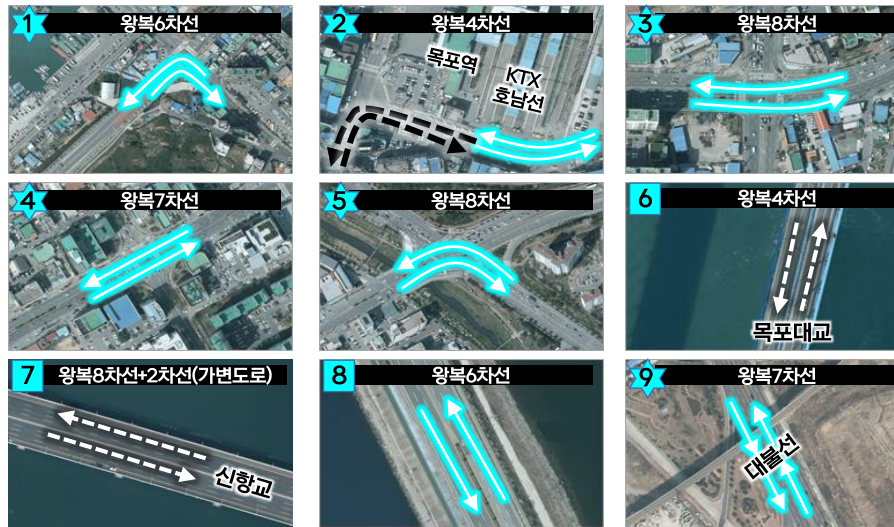 1 왕복6차선
2 왕복4차선
목포역
KTX
호남선
3 왕복8차선
4 왕복7차선
5 왕복8차선
6 왕복4차선
목포대교
7 왕복8차선+2차선(가변도로)
신항교
8 왕복6차선
9 왕복7차선
대불선